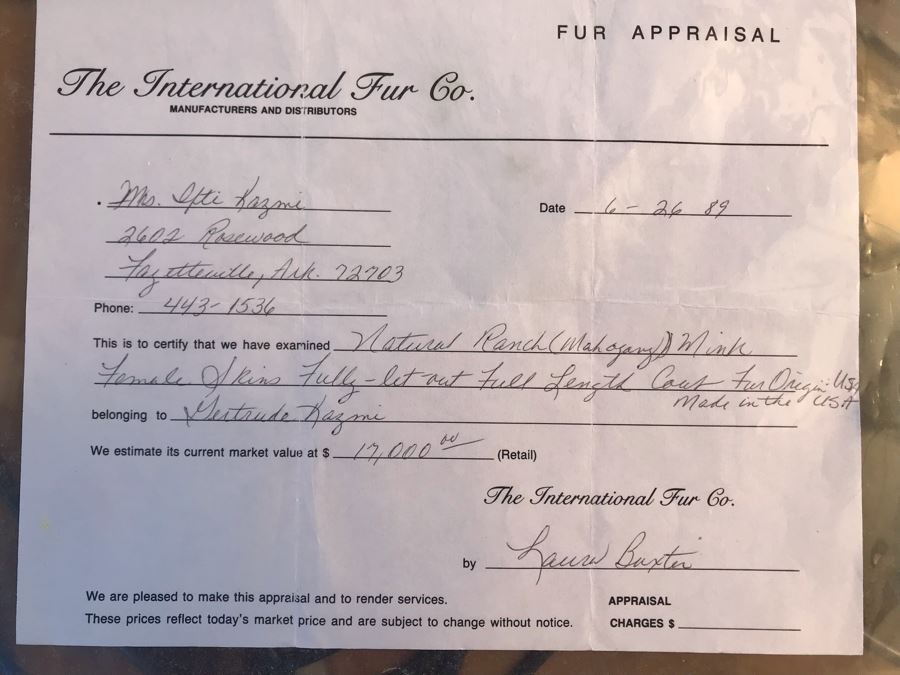 FUR APPRAISAL
The International Fur Co.
MANUFACTURERS AND DISTRIBUTORS
Mrs. Ifti Kazmi
Date 6-26 89
2602 Rosewood
Fayetteville, Ark. 72703
Phone: 443-1536
This is to certify that we have examined Natural Ranch (Mahogany) Mink
Female Skins Fully-let-out Full Length Coat Fur Origin: USA
Made in the USA
belonging to Gertrude Kazmi
We estimate its current market value at $ 17,000 00 (Retail)
The International Fur Co.
by Laura Baxter
We are pleased to make this appraisal and to render services.
APPRAISAL
These prices reflect today's market price and are subject to change without notice.
CHARGES $